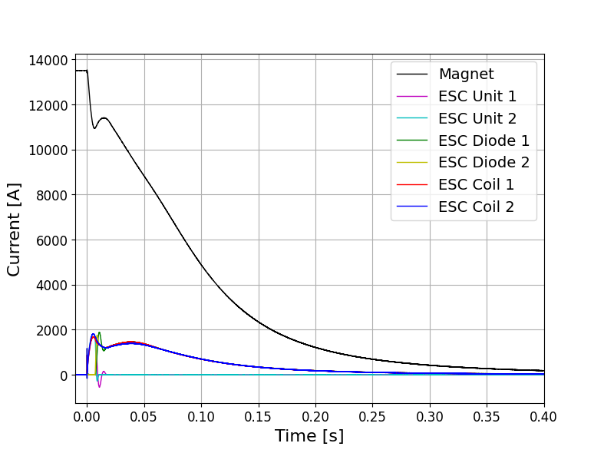 14000
12000
10000
8000
6000
4000
2000
0
Current [A]
Magnet
ESC Unit 1
ESC Unit 2
ESC Diode 1
ESC Diode 2
ESC Coil 1
ESC Coil 2
0.00 0.05 0.10 0.15 0.20 0.25 0.30 0.35 0.40
Time [s]